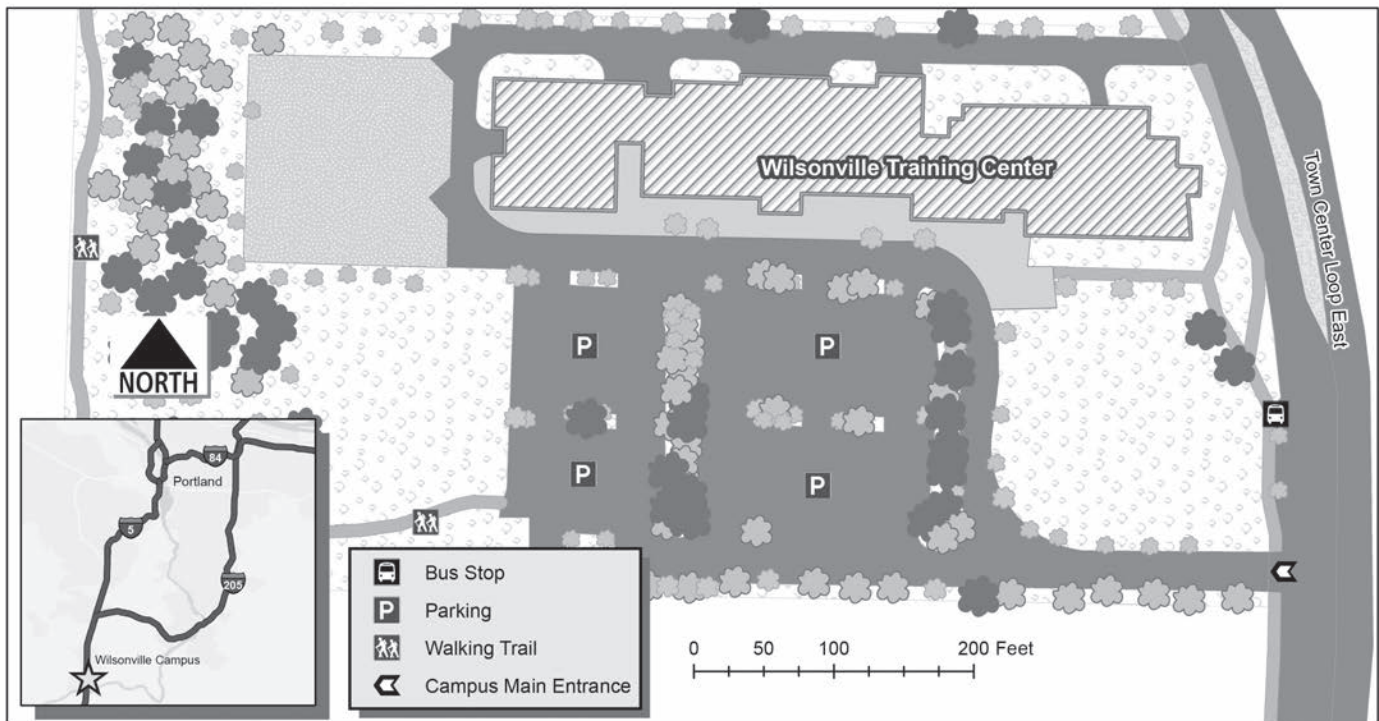 Wilsonville Training Center
Town Center Loop East
P
P
P
P
NORTH
84
Portland
5
205
Wilsonville Campus
Bus Stop
P Parking
Walking Trail
Campus Main Entrance
0 50 100 200 Feet